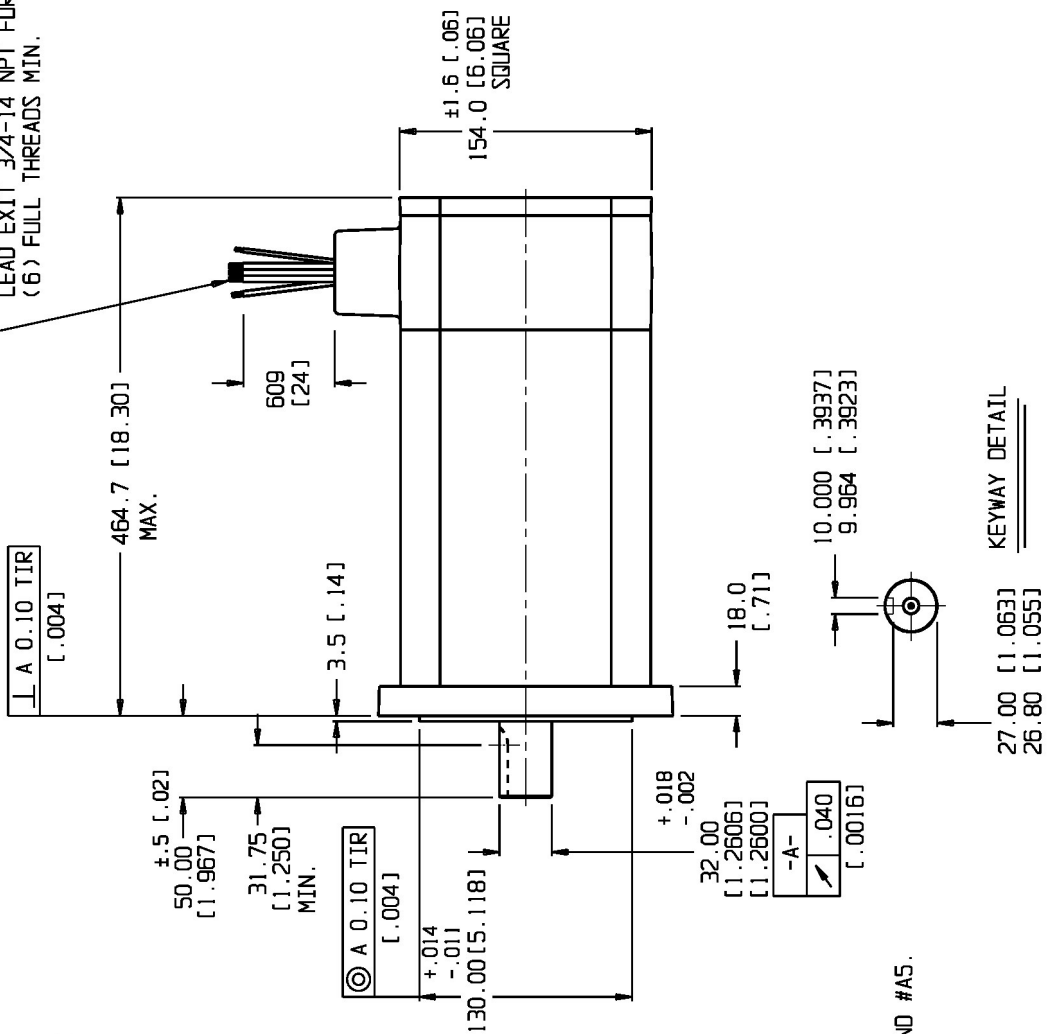 LEAD EXIT 3/4-14 NPT FOR
(6) FULL THREADS MIN.
⊥ A 0.10 TIR
[.004]
464.7 [18.30]
MAX.
±1.6 [.06]
154.0 [6.06]
SQUARE
609
[24]
3.5 [.14]
±.5 [.02]
50.00
[1.967]
31.75
[1.250]
MIN.
◎ A 0.10 TIR
[.004]
+.014
-.011
130.00 [5.118]
18.0
[.71]
+.018
-.002
32.00
[1.2606]
[1.2600]
-A-
↗ .040
[.0016]
10.000 [.3937]
9.964 [.3923]
27.00 [1.063]
26.80 [1.055]
KEYWAY DETAIL
ND #A5.